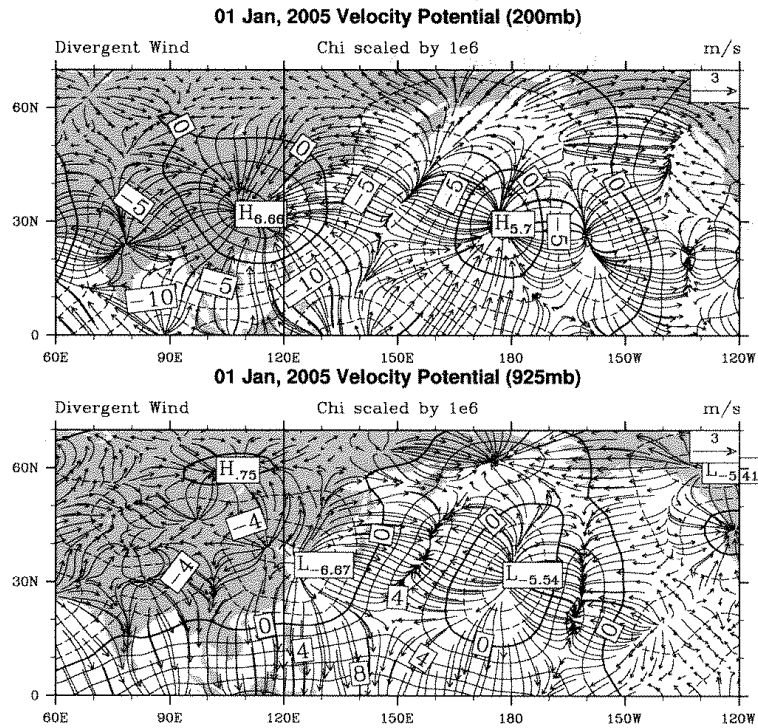 01 Jan, 2005 Velocity Potential (200mb)
Divergent Wind Chi scaled by 1e6 m/s
3
60N
30N
0
0
0
0
0
-5
-5
-5
-5
-5
-10
-10
H6.66
H5.7
60E 90E 120E 150E 180 150W 120W
01 Jan, 2005 Velocity Potential (925mb)
Divergent Wind Chi scaled by 1e6 m/s
3
60N
30N
0
H.75
L-5.41
-4
-4
0
0
L-6.67
L-5.54
4
0
4
0
4
0
8
60E 90E 120E 150E 180 150W 120W